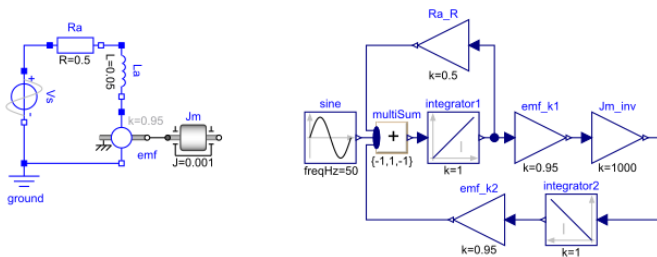 Ra
R=0.5
L=0.05
La
Vs
+
-
k=0.95
emf
Jm
J=0.001
ground
Ra_R
k=0.5
sine
freqHz=50
multiSum
+
{-1,1,-1}
integrator1
I
k=1
emf_k1
k=0.95
Jm_inv
k=1000
emf_k2
k=0.95
integrator2
I
k=1